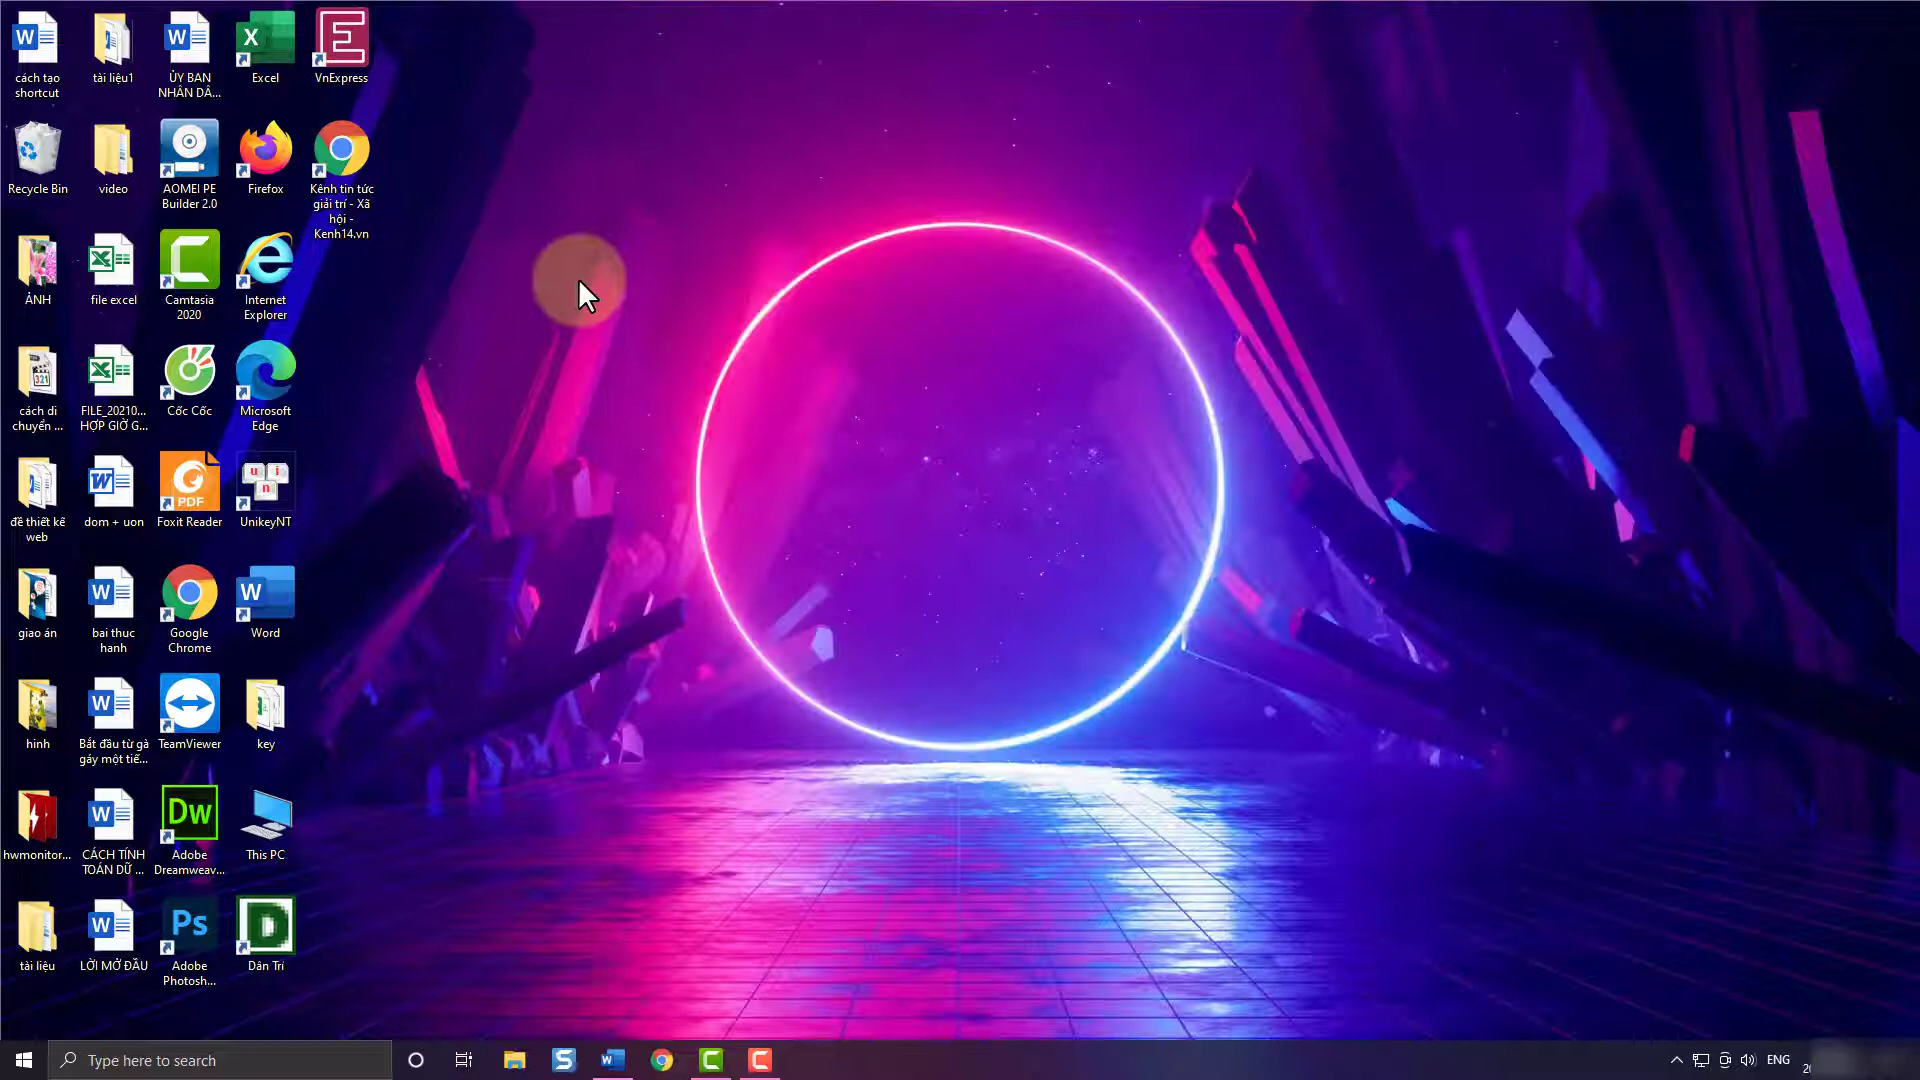 cách tạo
shortcut
Recycle Bin
ẢNH
cách di
chuyển ...
đề thiết kế
web
giao án
hinh
hwmonitor...
tài liệu
tài liệu1
video
file excel
FILE_20210...
HỢP GIỜ G...
dom + uon
bai thuc
hanh
Bắt đầu từ gà
gáy một tiế...
CÁCH TÍNH
TOÁN DỮ ...
LỜI MỞ ĐẦU
ỦY BAN
NHÂN DÂ...
AOMEI PE
Builder 2.0
Camtasia
2020
Cốc Cốc
PDF
Foxit Reader
Google
Chrome
TeamViewer
Dw
Adobe
Dreamweav...
Ps
Adobe
Photosh...
Excel
Firefox
Internet
Explorer
Microsoft
Edge
UnikeyNT
Word
key
This PC
D
Dân Trí
E
VnExpress
Kênh tin tức
giải trí - Xã
hội -
Kenh14.vn
Type here to search
ENG